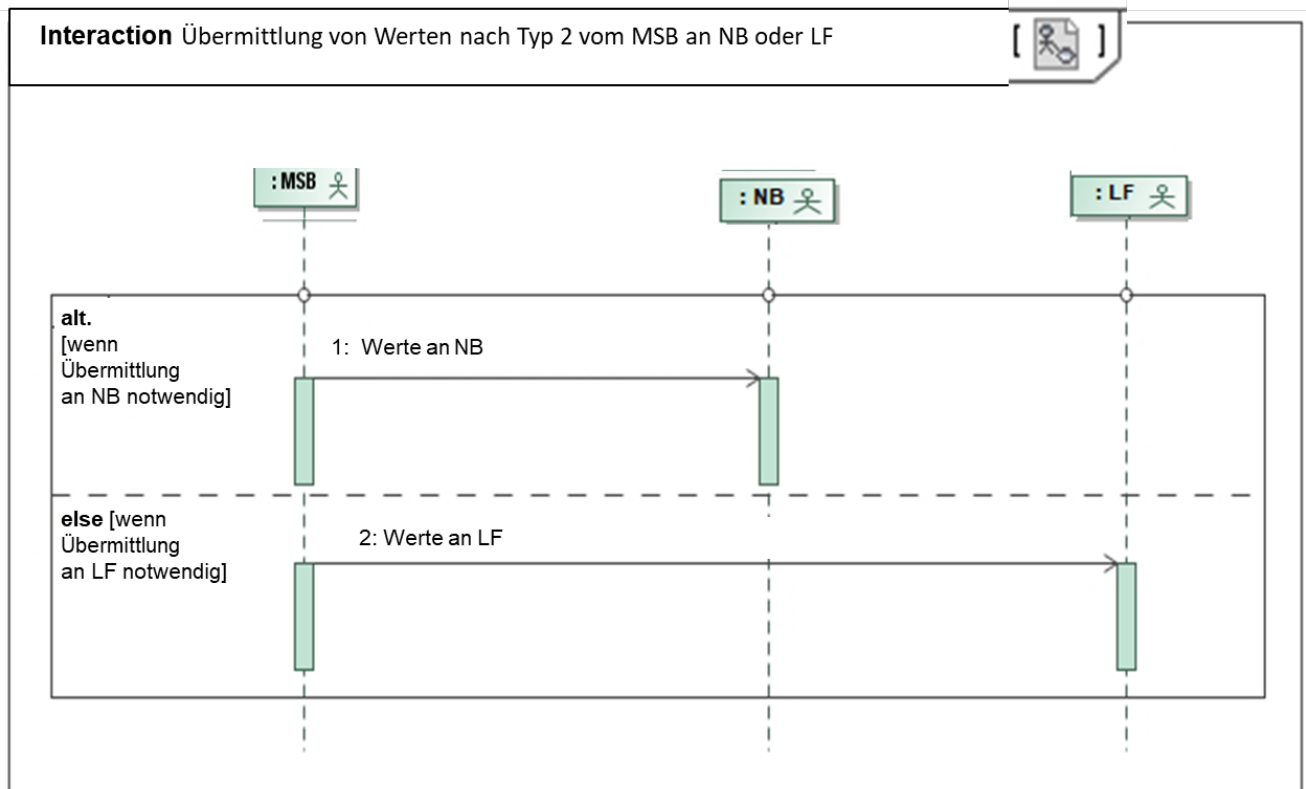 Interaction Übermittlung von Werten nach Typ 2 vom MSB an NB oder LF
[ ]
: MSB
: NB
: LF
alt.
[wenn
Übermittlung
an NB notwendig]
1: Werte an NB
else [wenn
Übermittlung
an LF notwendig]
2: Werte an LF